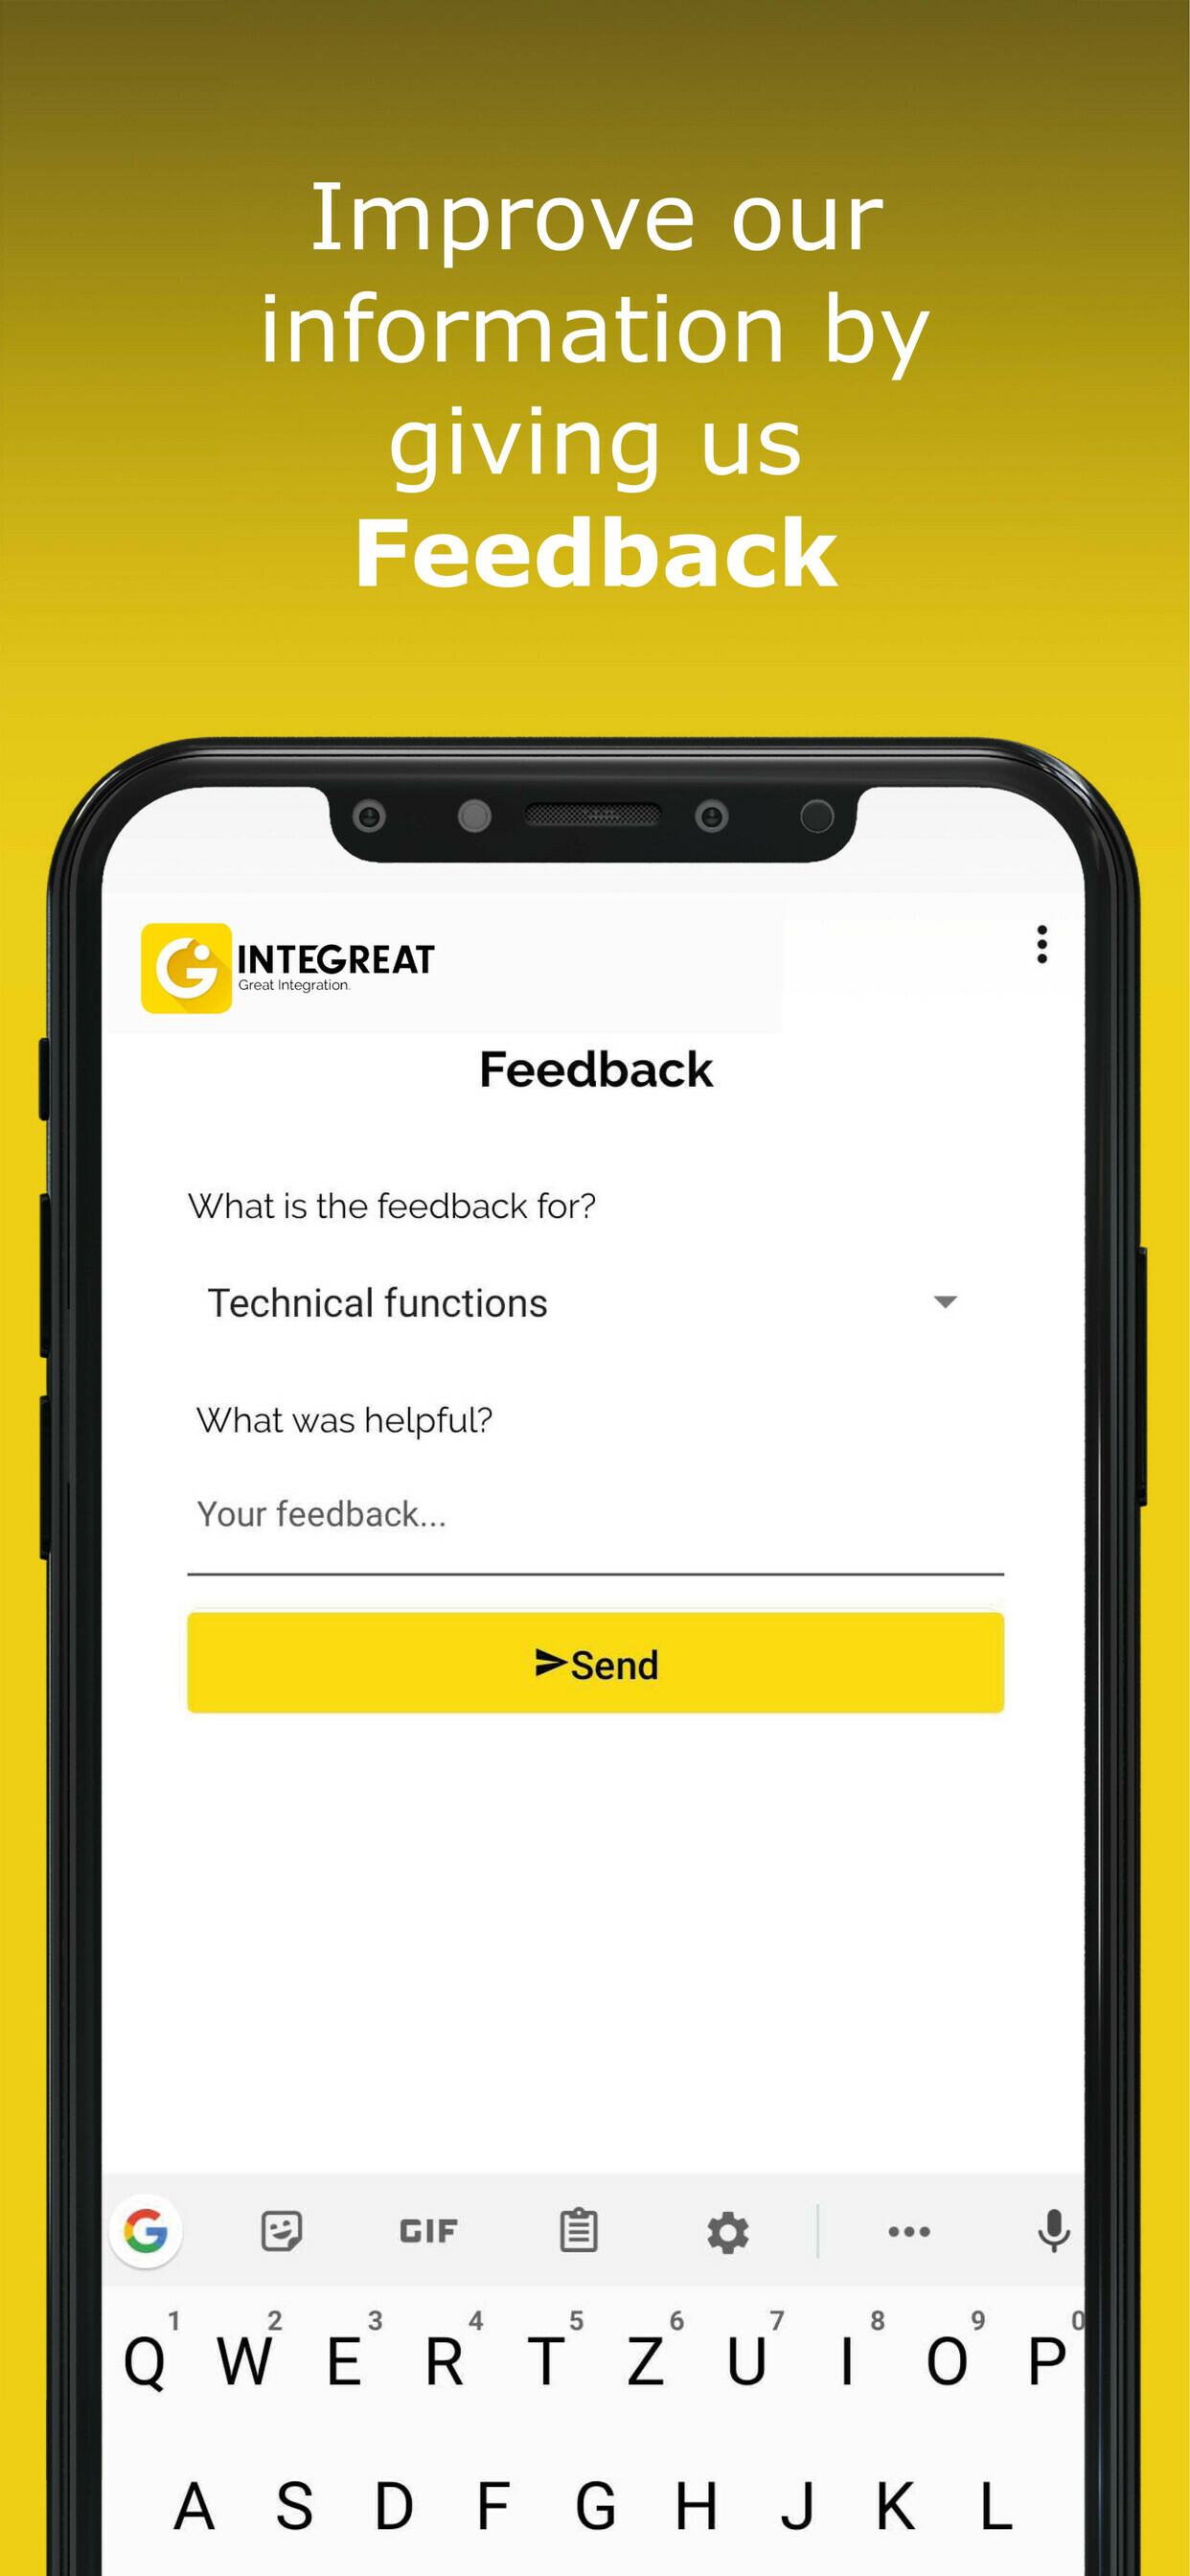 Improve our
information by
giving us
Feedback
INTEGREAT
Great Integration.
Feedback
What is the feedback for?
Technical functions
What was helpful?
Your feedback...
Send
GIF
1 2 3 4 5 6 7 8 9 0
Q W E R T Z U I O P
A S D F G H J K L